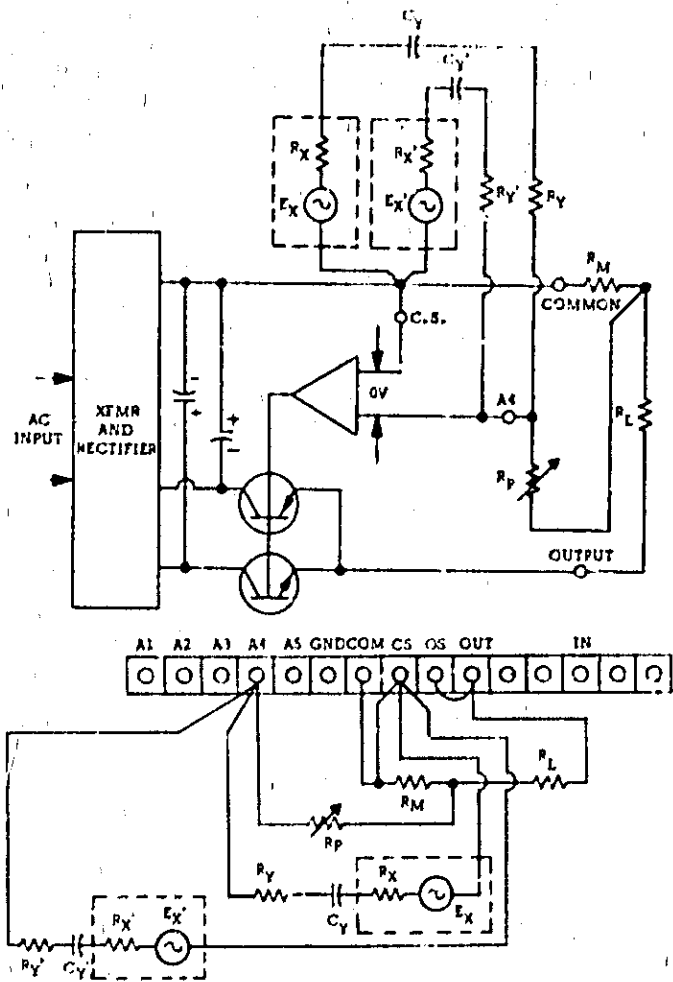 CY
CY'
RX
RX'
EX
EX'
RY'
RY
RM
COMMON
C.S.
0V
A4
AC
INPUT
XFMR
AND
RECTIFIER
RL
RP
OUTPUT
A1 A2 A3 A4 A5 GND COM CS OS OUT IN
RM
RL
RP
RY
CY
RX
EX
RY'
CY'
RX'
EX'